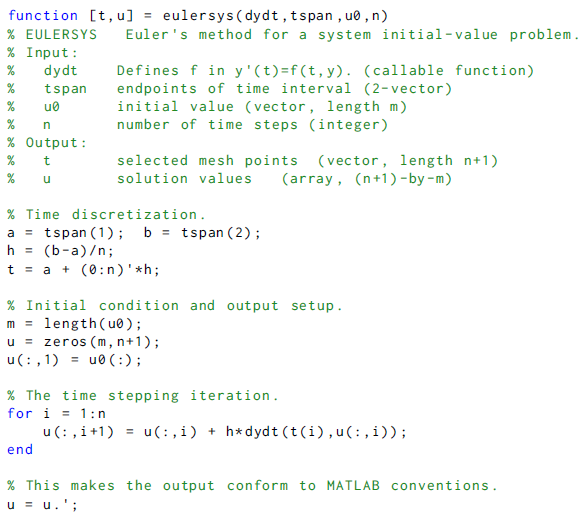 function [t,u] = eulersys(dydt,tspan,u0,n)
% EULERSYS   Euler's method for a system initial-value problem.
% Input:
%   dydt    Defines f in y'(t)=f(t,y). (callable function)
%   tspan   endpoints of time interval (2-vector)
%   u0      initial value (vector, length m)
%   n       number of time steps (integer)
% Output:
%   t       selected mesh points  (vector, length n+1)
%   u       solution values   (array, (n+1)-by-m)

% Time discretization.
a = tspan(1);  b = tspan(2);
h = (b-a)/n;
t = a + (0:n)'*h;

% Initial condition and output setup.
m = length(u0);
u = zeros(m,n+1);
u(:,1) = u0(:);

% The time stepping iteration.
for i = 1:n
    u(:,i+1) = u(:,i) + h*dydt(t(i),u(:,i));
end

% This makes the output conform to MATLAB conventions.
u = u.';